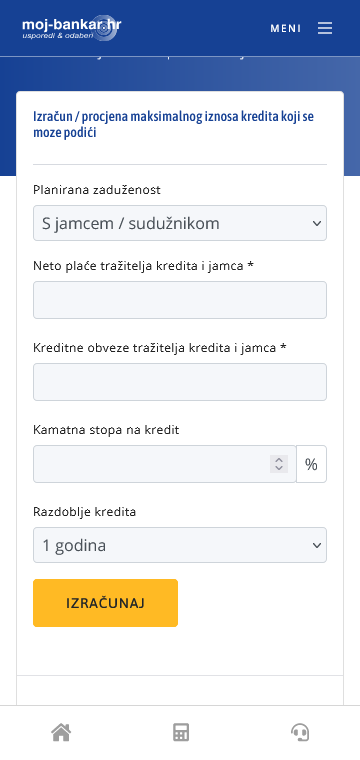 moj-bankar.hr
usporedi & odaberi
MENI
Izračun / procjena maksimalnog iznosa kredita koji se
moze podići
Planirana zaduženost
S jamcem / sudužnikom
Neto plaće tražitelja kredita i jamca *
Kreditne obveze tražitelja kredita i jamca *
Kamatna stopa na kredit
%
Razdoblje kredita
1 godina
IZRAČUNAJ